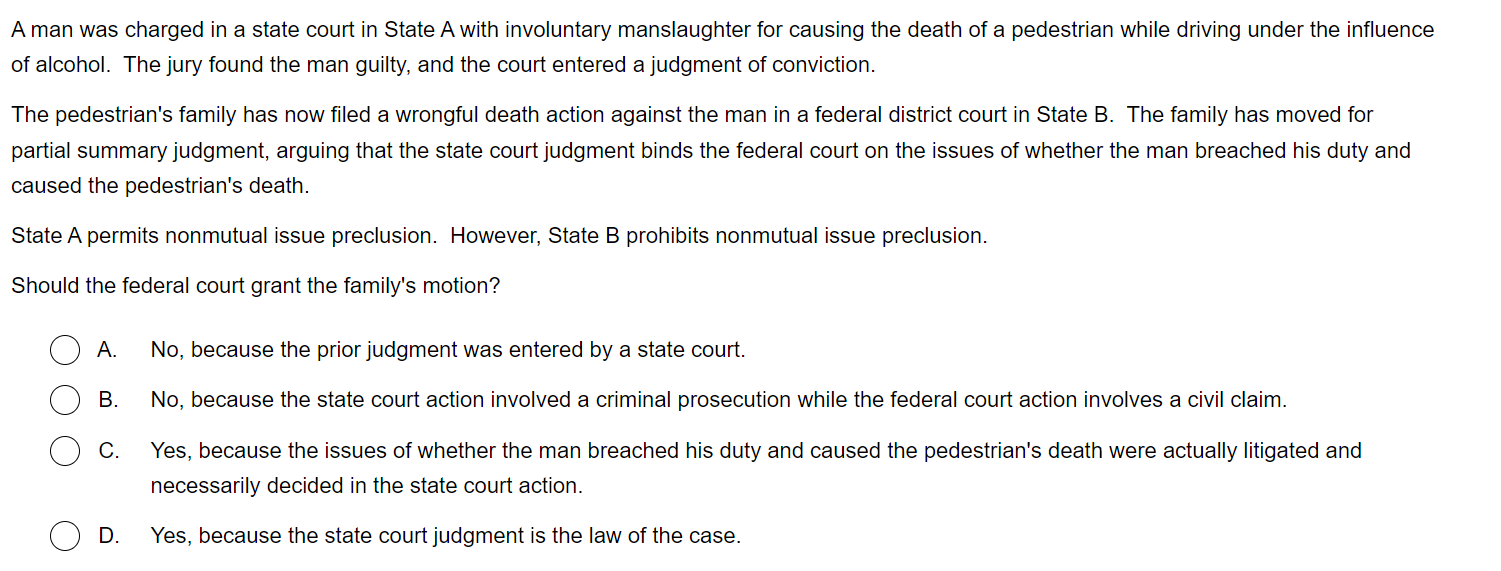 A man was charged in a state court in State A with involuntary manslaughter for causing the death of a pedestrian while driving under the influence
of alcohol.  The jury found the man guilty, and the court entered a judgment of conviction.
The pedestrian's family has now filed a wrongful death action against the man in a federal district court in State B.  The family has moved for
partial summary judgment, arguing that the state court judgment binds the federal court on the issues of whether the man breached his duty and
caused the pedestrian's death.
State A permits nonmutual issue preclusion.  However, State B prohibits nonmutual issue preclusion.
Should the federal court grant the family's motion?
A. No, because the prior judgment was entered by a state court.
B. No, because the state court action involved a criminal prosecution while the federal court action involves a civil claim.
C. Yes, because the issues of whether the man breached his duty and caused the pedestrian's death were actually litigated and
necessarily decided in the state court action.
D. Yes, because the state court judgment is the law of the case.